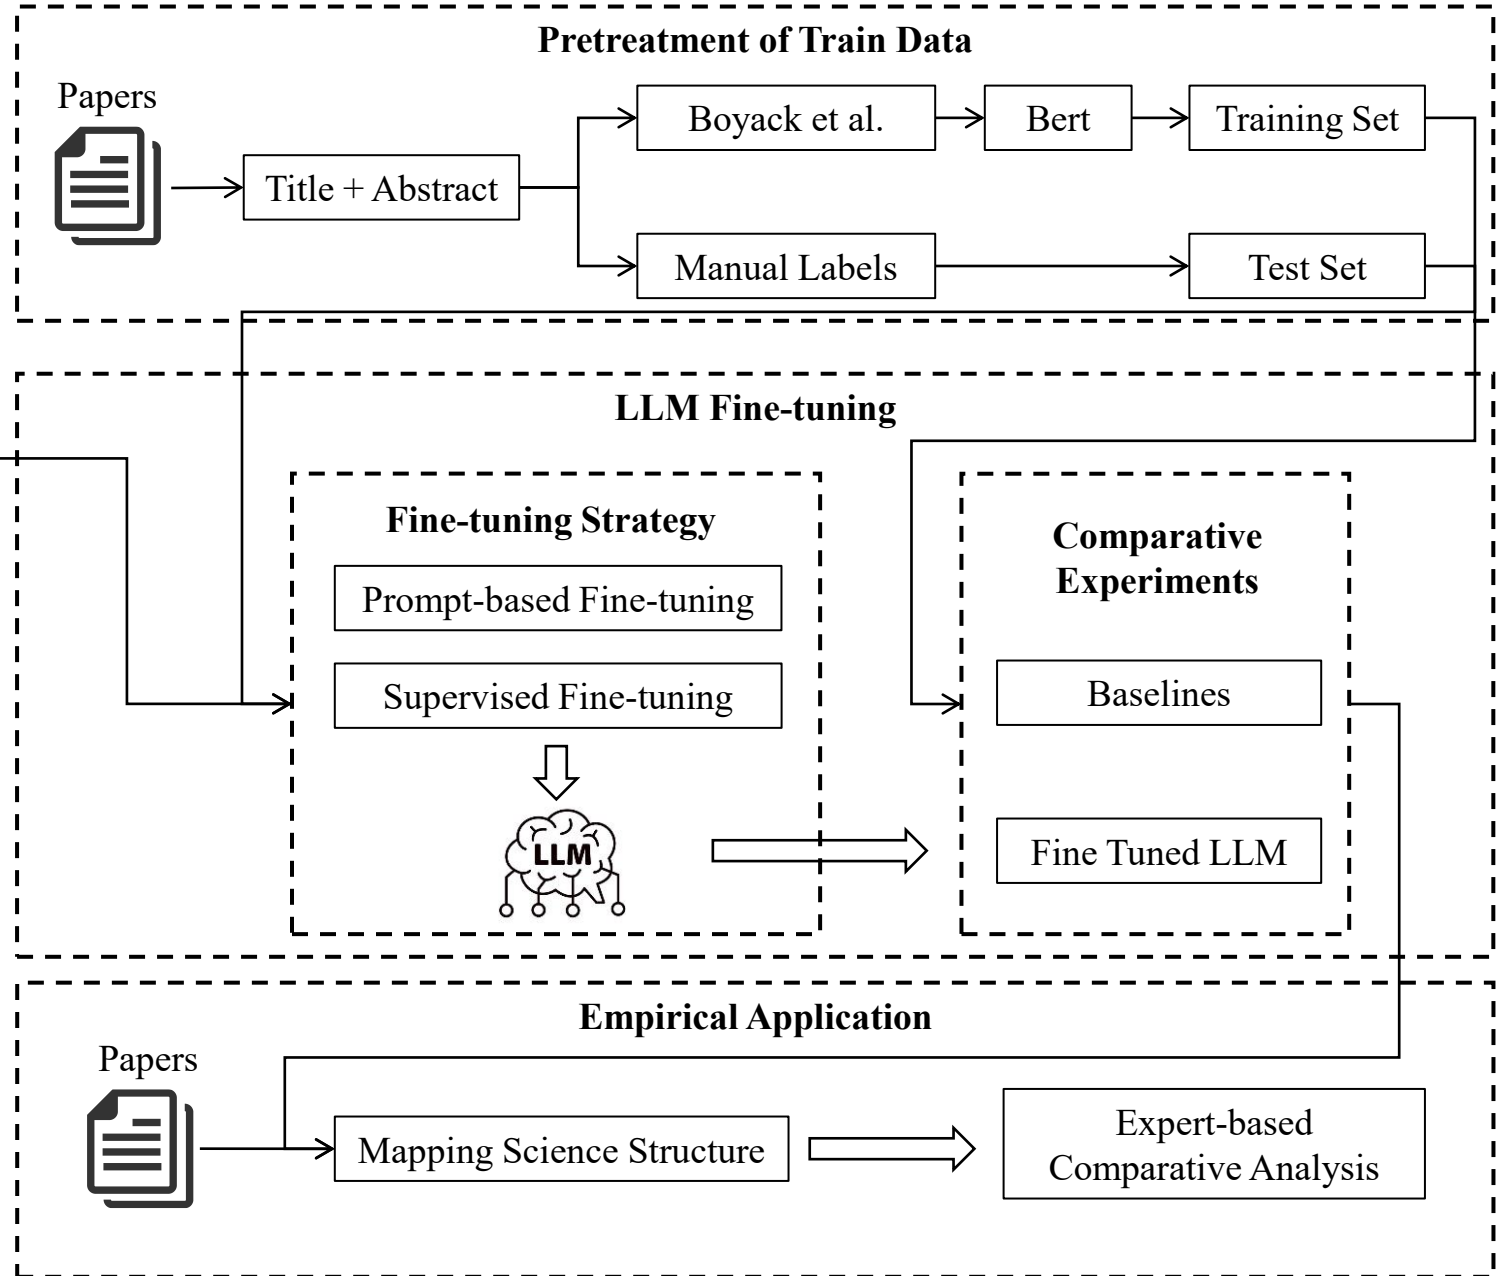 Pretreatment of Train Data
Papers
Title + Abstract
Boyack et al.
Bert
Training Set
Manual Labels
Test Set
LLM Fine-tuning
Fine-tuning Strategy
Prompt-based Fine-tuning
Supervised Fine-tuning
LLM
Comparative
Experiments
Baselines
Fine Tuned LLM
Empirical Application
Papers
Mapping Science Structure
Expert-based
Comparative Analysis